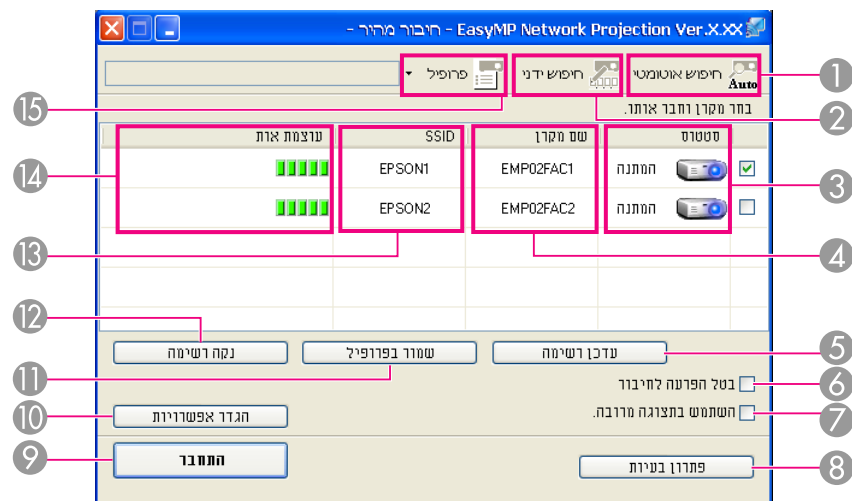 EasyMP Network Projection Ver.X.XX - חיבור מהיר -
חיפוש אוטומטי Auto
חיפוש ידני
פרופיל
בחר מקרן וחבר אותו.
סטטוס שם מקרן SSID עוצמת אות
המתנה EMP02FAC1 EPSON1
המתנה EMP02FAC2 EPSON2
עדכן רשימה שמור בפרופיל נקה רשימה
בטל הפרעה לחיבור
השתמש בתצוגה מרובה.
הגדר אפשרויות
התחבר
פתרון בעיות
1
2
3
4
5
6
7
8
9
10
11
12
13
14
15